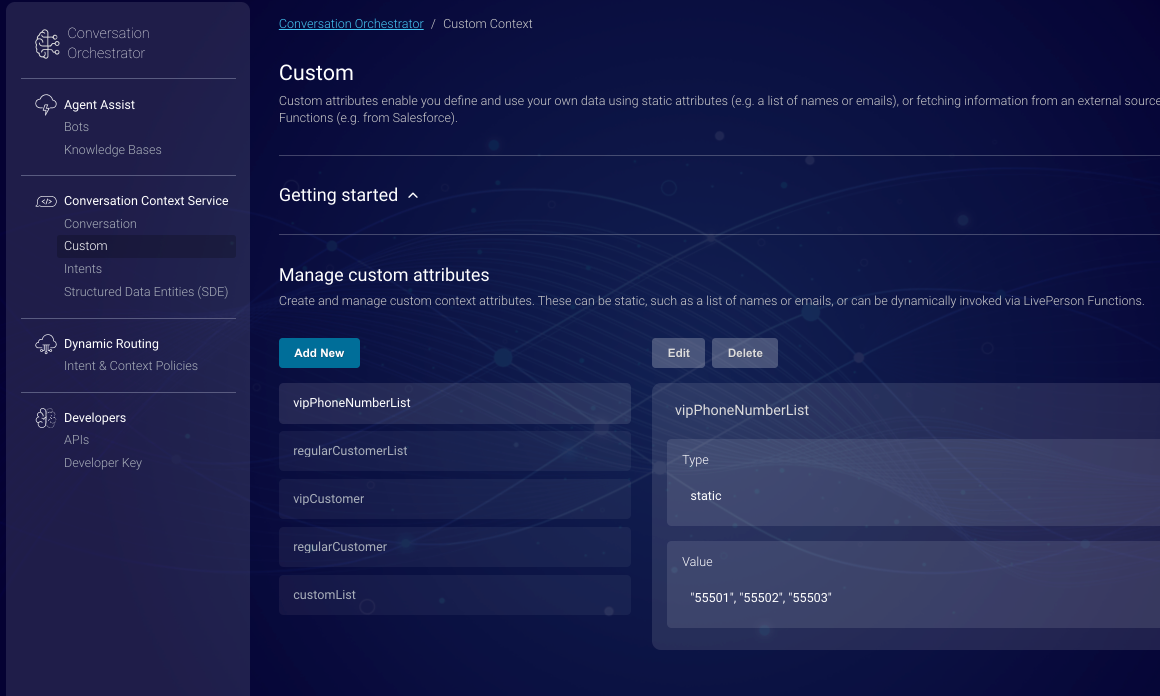 Conversation
Orchestrator
Agent Assist
Bots
Knowledge Bases
Conversation Context Service
Conversation
Custom
Intents
Structured Data Entities (SDE)
Dynamic Routing
Intent & Context Policies
Developers
APIs
Developer Key
Conversation Orchestrator / Custom Context
Custom
Custom attributes enable you define and use your own data using static attributes (e.g. a list of names or emails), or fetching information from an external source
Functions (e.g. from Salesforce).
Getting started
Manage custom attributes
Create and manage custom context attributes. These can be static, such as a list of names or emails, or can be dynamically invoked via LivePerson Functions.
Add New
vipPhoneNumberList
regularCustomerList
vipCustomer
regularCustomer
customList
Edit Delete
vipPhoneNumberList
Type
static
Value
"55501", "55502", "55503"